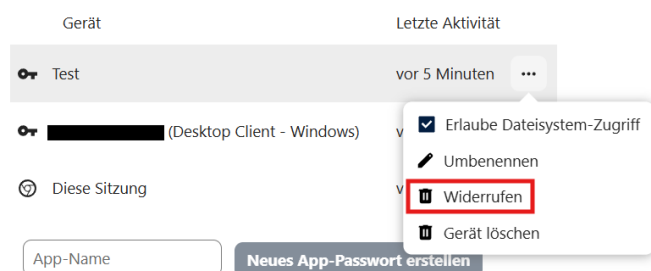 Gerät Letzte Aktivität
Test vor 5 Minuten
Erlaube Dateisystem-Zugriff
(Desktop Client - Windows) v
Umbenennen
Diese Sitzung v
Widerrufen
Gerät löschen
App-Name Neues App-Passwort erstellen